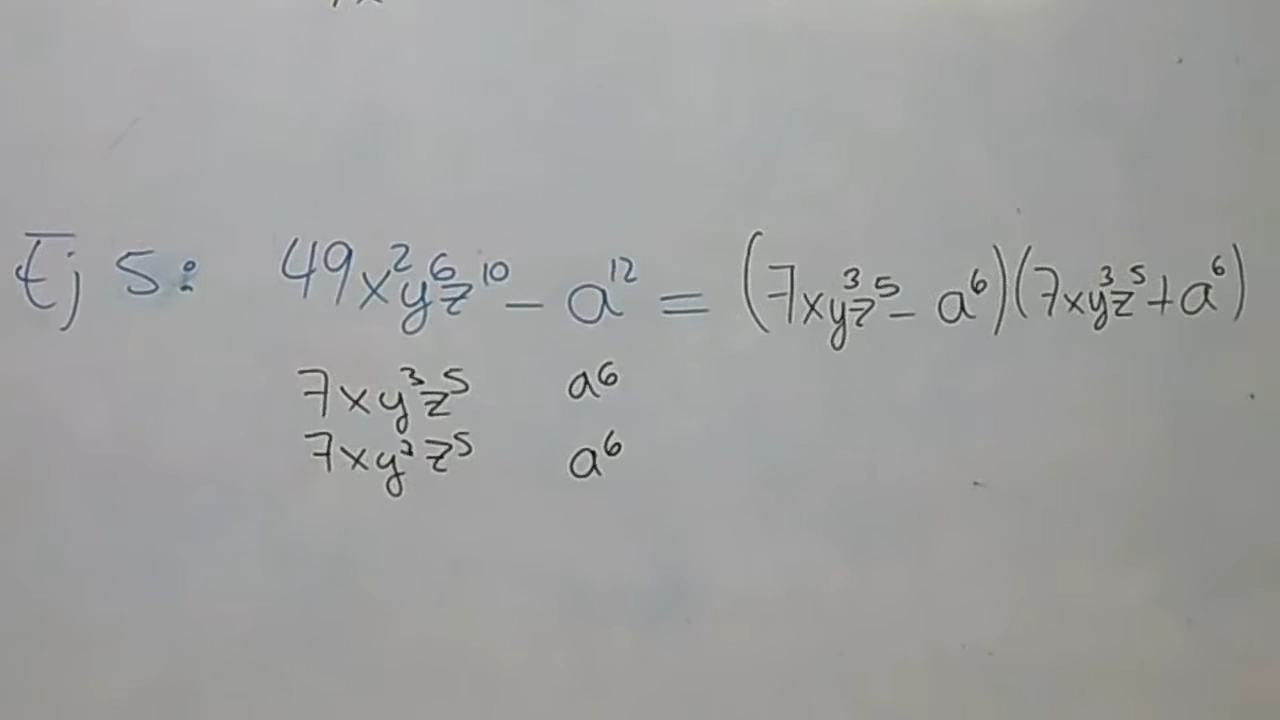 Ej 5: 49x²y⁶z¹⁰ - a¹² = (7xy³z⁵ - a⁶)(7xy³z⁵ + a⁶)
7xy³z⁵ a⁶
7xy³z⁵ a⁶